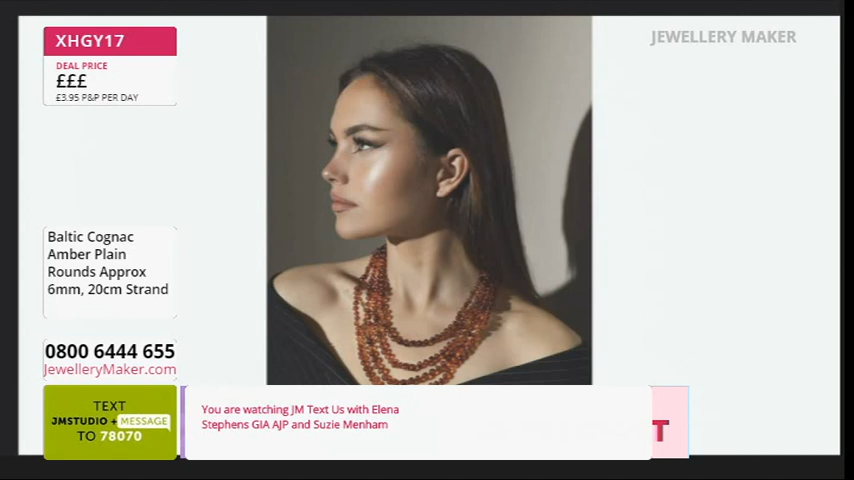 XHGY17
DEAL PRICE
£££
£3.95 P&P PER DAY
JEWELLERY MAKER
Baltic Cognac
Amber Plain
Rounds Approx
6mm, 20cm Strand
0800 6444 655
JewelleryMaker.com
TEXT
JMSTUDIO + MESSAGE
TO 78070
You are watching JM Text Us with Elena
Stephens GIA AJP and Suzie Menham
T